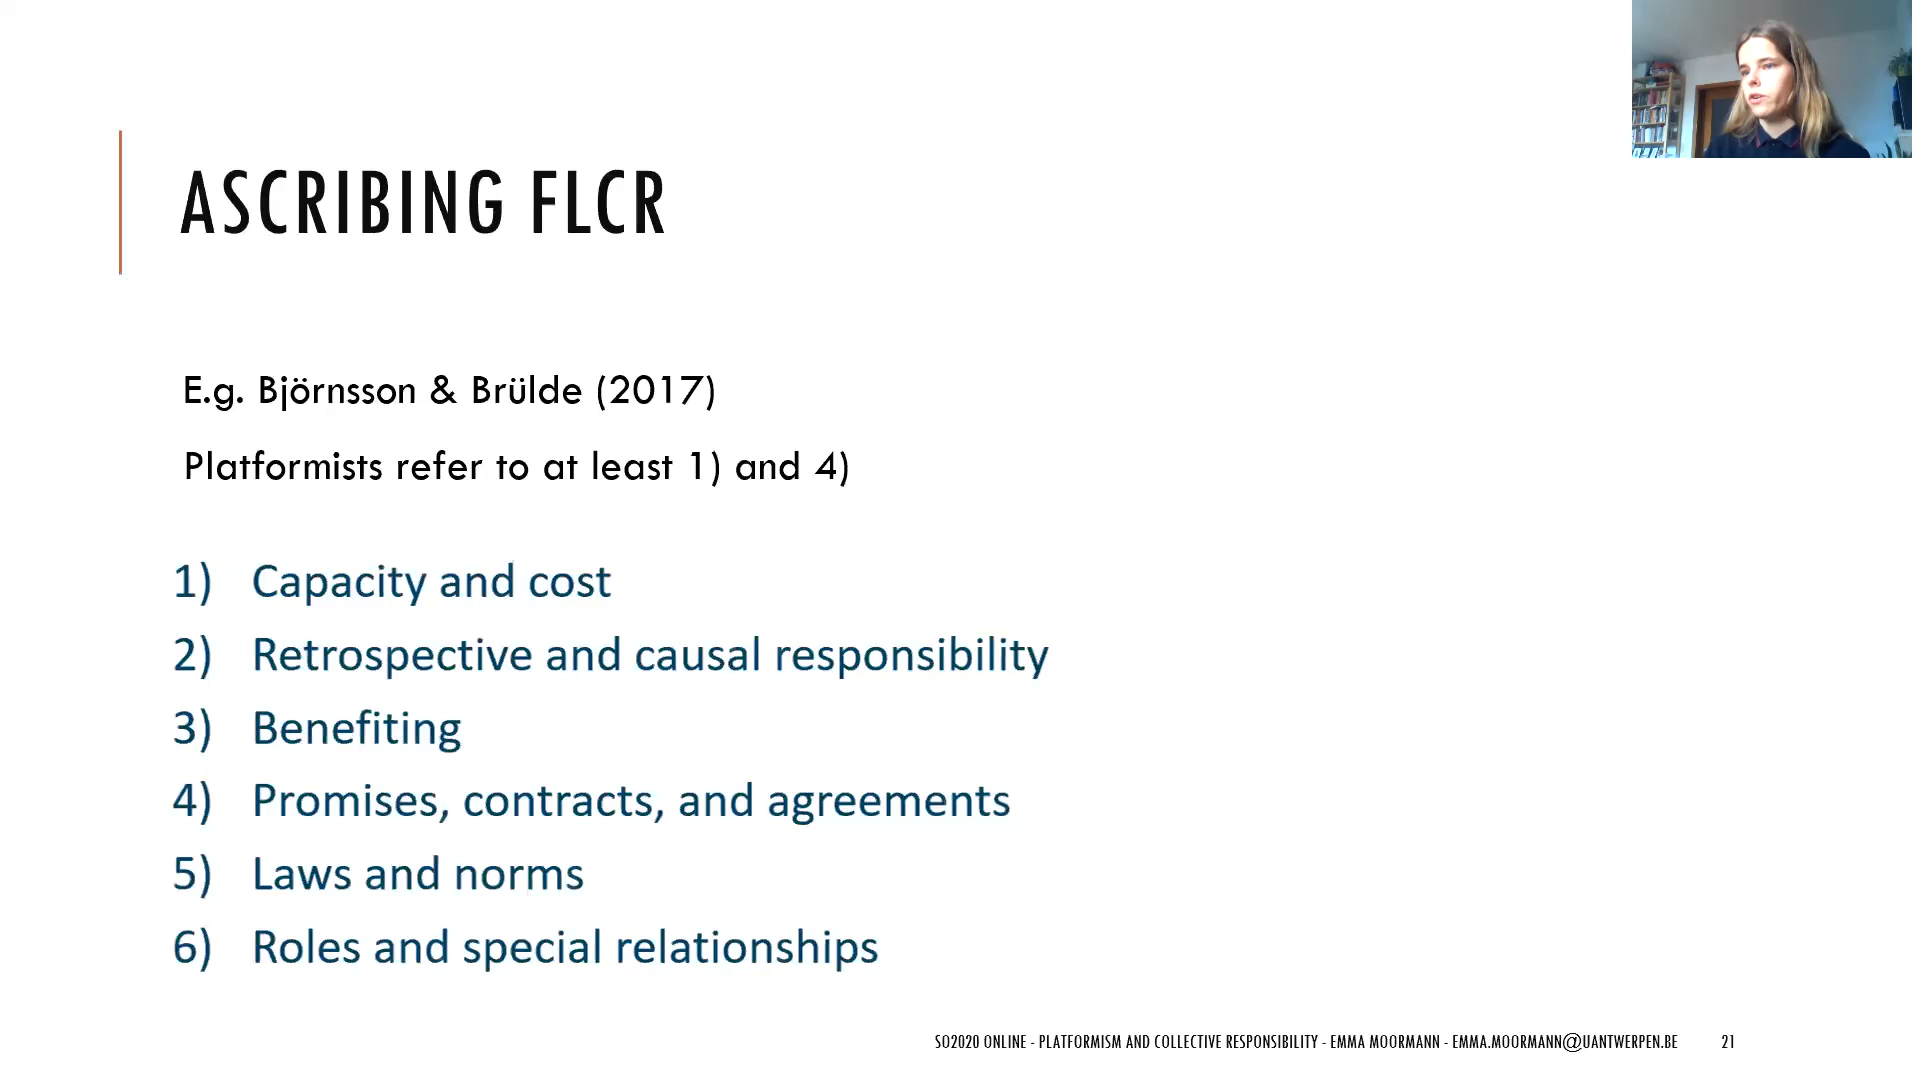 ASCRIBING FLCR
E.g. Björnsson & Brülde (2017)
Platformists refer to at least 1) and 4)
1) Capacity and cost
2) Retrospective and causal responsibility
3) Benefiting
4) Promises, contracts, and agreements
5) Laws and norms
6) Roles and special relationships
SO2020 ONLINE - PLATFORMISM AND COLLECTIVE RESPONSIBILITY - EMMA MOORMANN - EMMA.MOORMANN@UANTWERPEN.BE 21